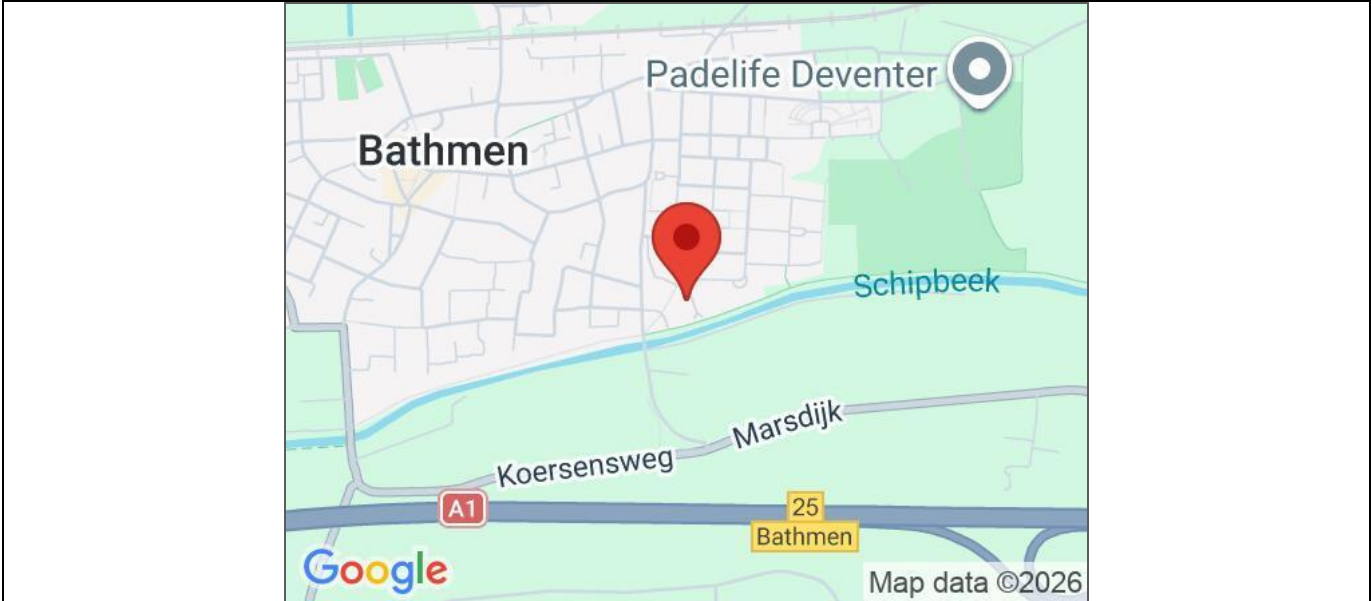 Padelife Deventer
Bathmen
Schipbeek
Marsdijk
Koersensweg
A1
25
Bathmen
Google
Map data ©2026